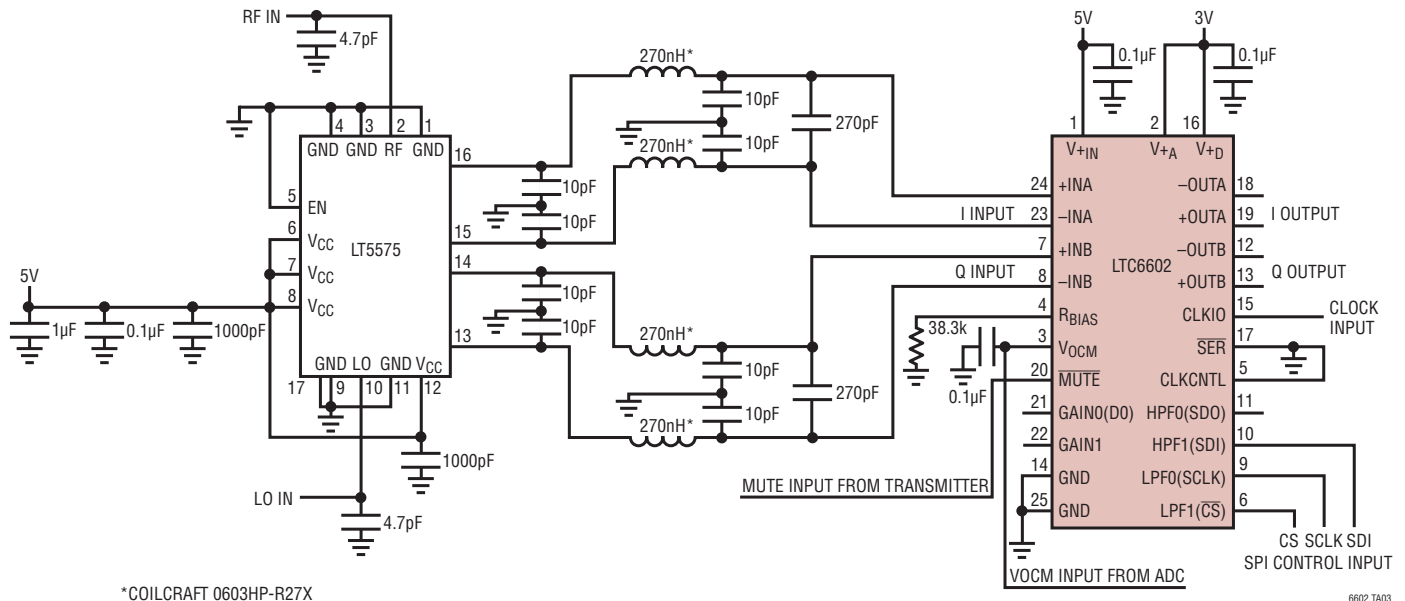 RF IN
4.7pF
4 3 2 1
GND GND RF GND
5 EN
6 VCC
7 VCC
8 VCC
LT5575
16
15
14
13
GND LO GND VCC
17 9 10 11 12
5V
1µF
0.1µF
1000pF
1000pF
LO IN
4.7pF
270nH*
10pF
10pF
270nH*
270pF
10pF
10pF
10pF
10pF
270nH*
10pF
10pF
270nH*
270pF
5V
0.1µF
3V
0.1µF
1 2 16
V+IN V+A V+D
24 +INA
I INPUT 23 –INA
7 +INB
Q INPUT 8 –INB
4 RBIAS
38.3k
3 VOCM
0.1µF
20 MUTE
21 GAIN0(D0)
22 GAIN1
14 GND
25 GND
LTC6602
–OUTA 18
+OUTA 19 I OUTPUT
–OUTB 12
+OUTB 13 Q OUTPUT
CLKIO 15
CLOCK
INPUT
SER 17
CLKCNTL 5
HPF0(SDO) 11
HPF1(SDI) 10
LPF0(SCLK) 9
LPF1(CS) 6
MUTE INPUT FROM TRANSMITTER
CS SCLK SDI
SPI CONTROL INPUT
VOCM INPUT FROM ADC
*COILCRAFT 0603HP-R27X
6602 TA03